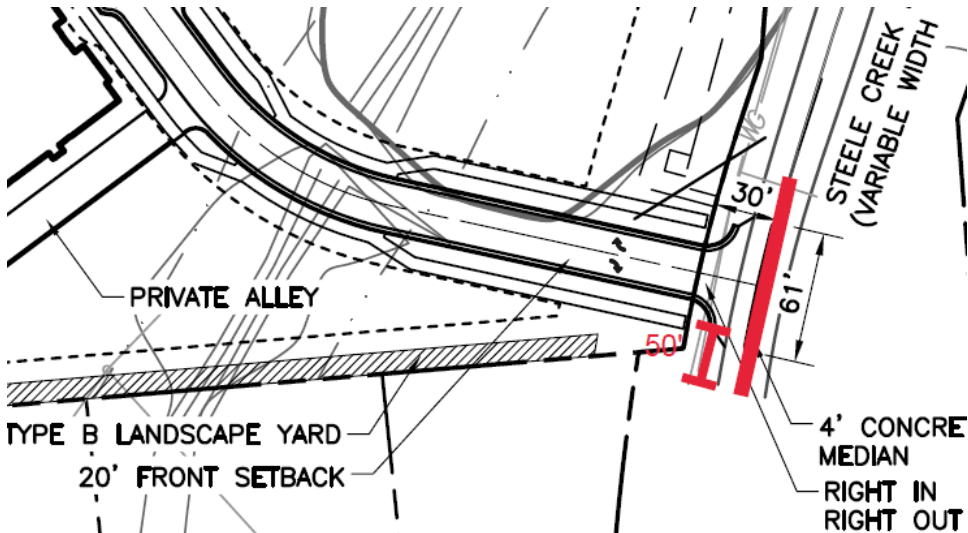 STEELE CREEK
(VARIABLE WIDTH
WG
30'
61'
PRIVATE ALLEY
50'
TYPE B LANDSCAPE YARD
20' FRONT SETBACK
4' CONCRE
MEDIAN
RIGHT IN
RIGHT OUT